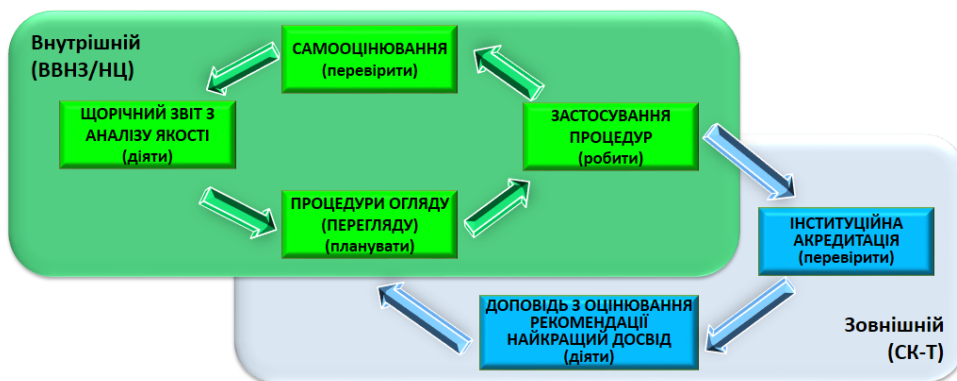 Внутрішній
(ВВНЗ/НЦ)
САМООЦІНЮВАННЯ
(перевірити)
ЩОРІЧНИЙ ЗВІТ З
АНАЛІЗУ ЯКОСТІ
(діяти)
ЗАСТОСУВАННЯ
ПРОЦЕДУР
(робити)
ПРОЦЕДУРИ ОГЛЯДУ
(ПЕРЕГЛЯДУ)
(планувати)
ІНСТИТУЦІЙНА
АКРЕДИТАЦІЯ
(перевірити)
ДОПОВІДЬ З ОЦІНЮВАННЯ
РЕКОМЕНДАЦІЇ
НАЙКРАЩИЙ ДОСВІД
(діяти)
Зовнішній
(СК-Т)